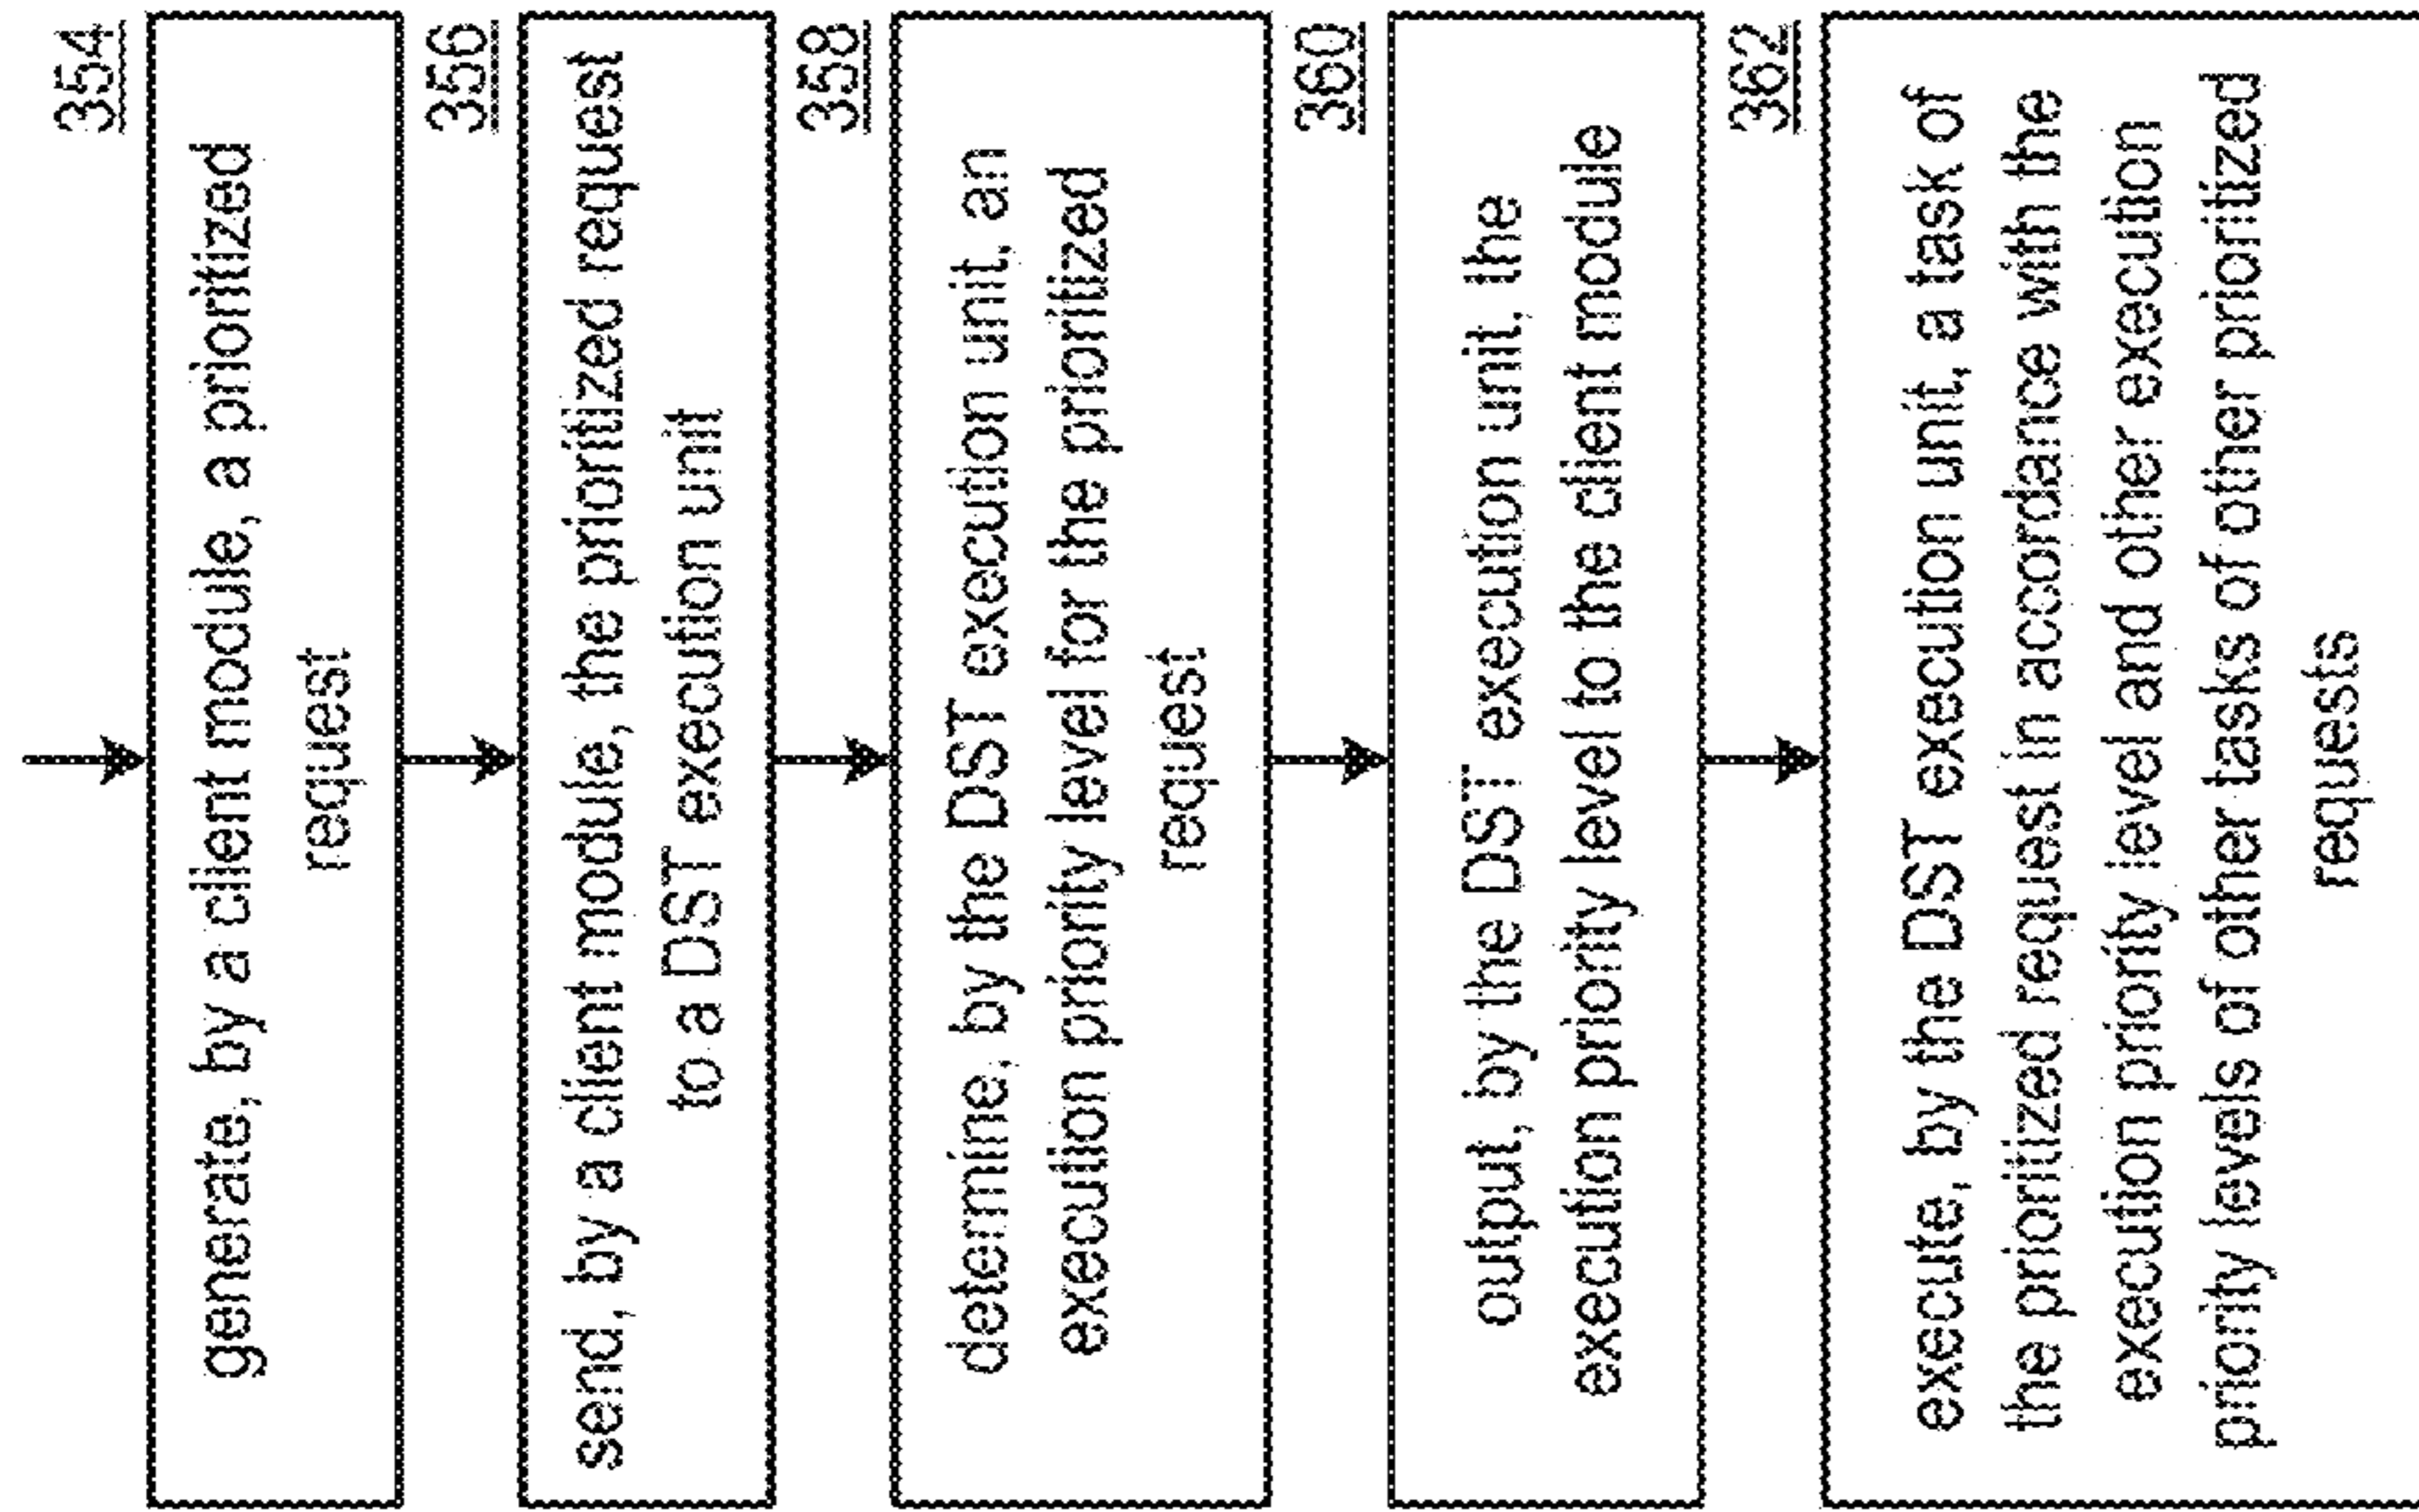 354
generate, by a client module, a prioritized
request
356
send, by a client module, the prioritized request
to a DST execution unit
358
determine, by the DST execution unit, an
execution priority level for the prioritized
request
360
output, by the DST execution unit, the
execution priority level to the client module
362
execute, by the DST execution unit, a task of
the prioritized request in accordance with the
execution priority level and other execution
priority levels of other tasks of other prioritized
requests